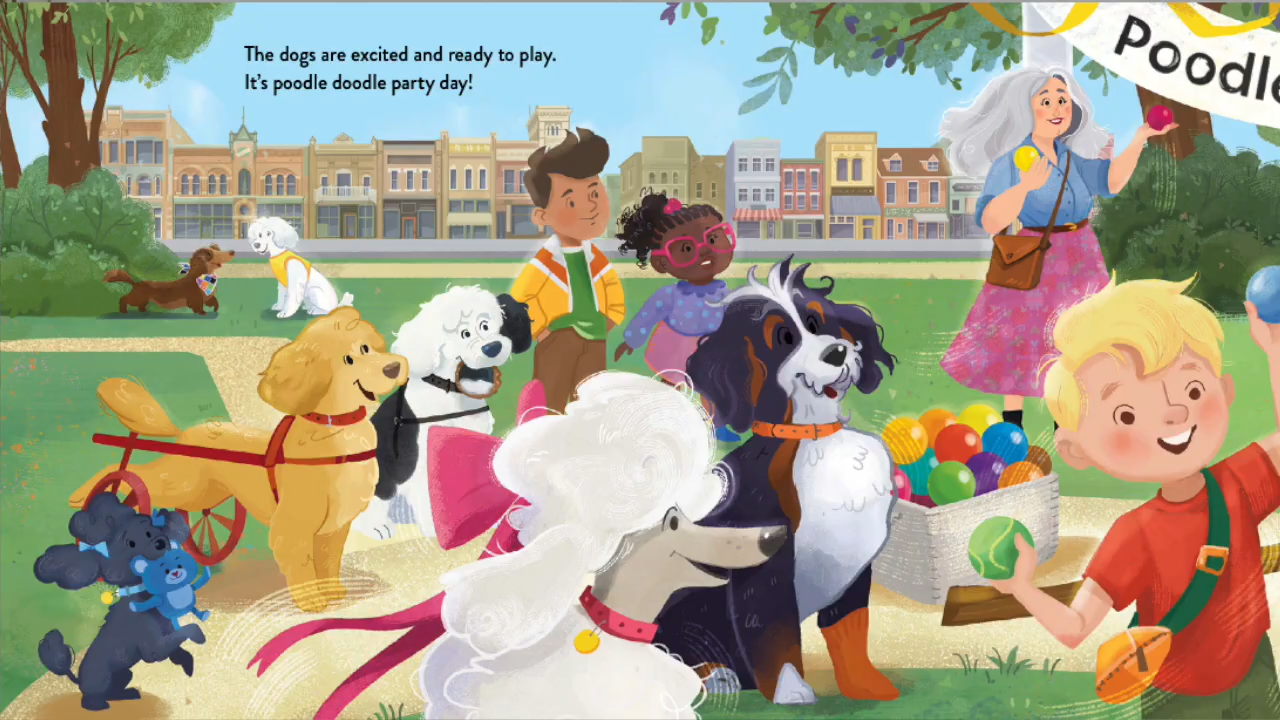 The dogs are excited and ready to play.
It's poodle doodle party day!
Poodle